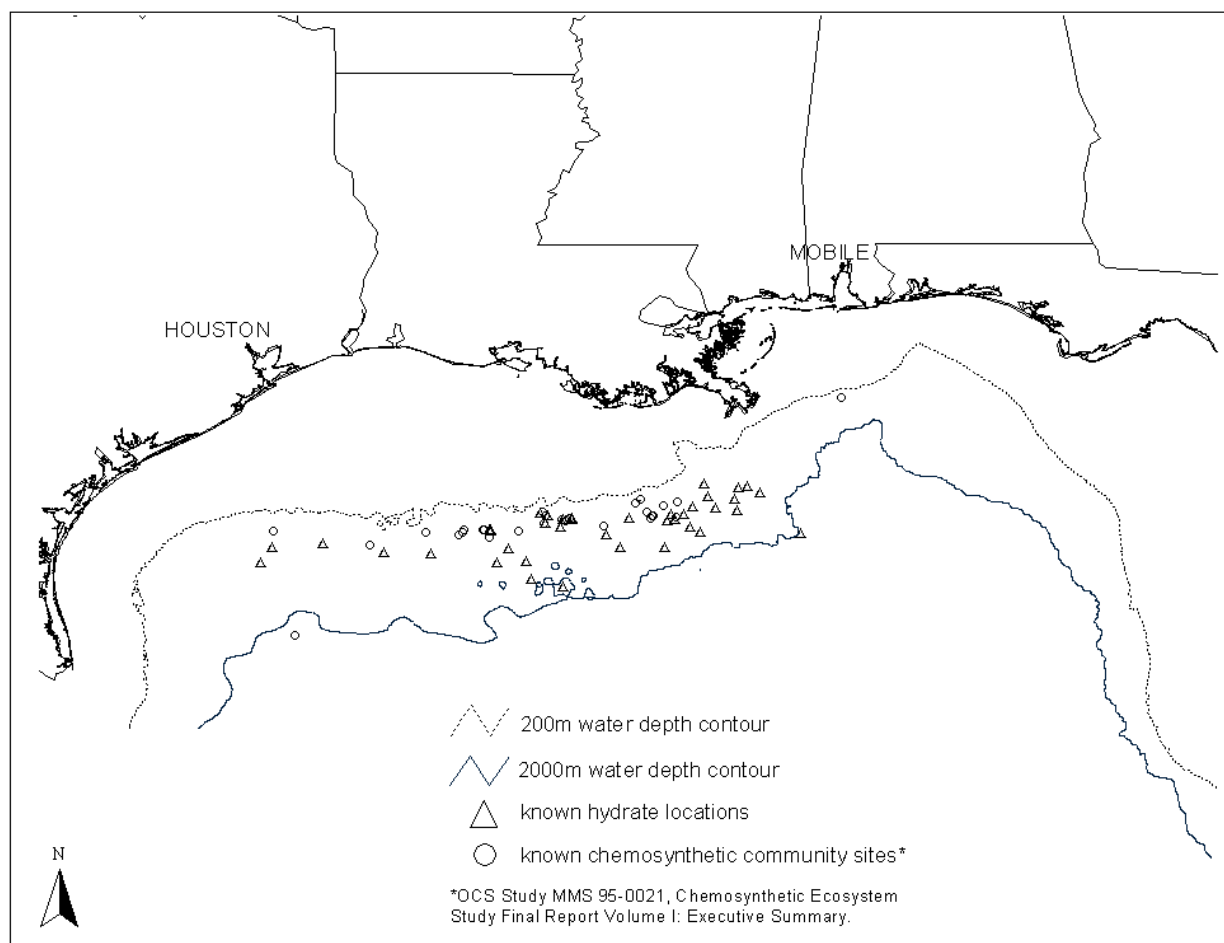 MOBILE
HOUSTON
200m water depth contour
2000m water depth contour
known hydrate locations
known chemosynthetic community sites*
N
*OCS Study MMS 95-0021, Chemosynthetic Ecosystem
Study Final Report Volume I: Executive Summary.